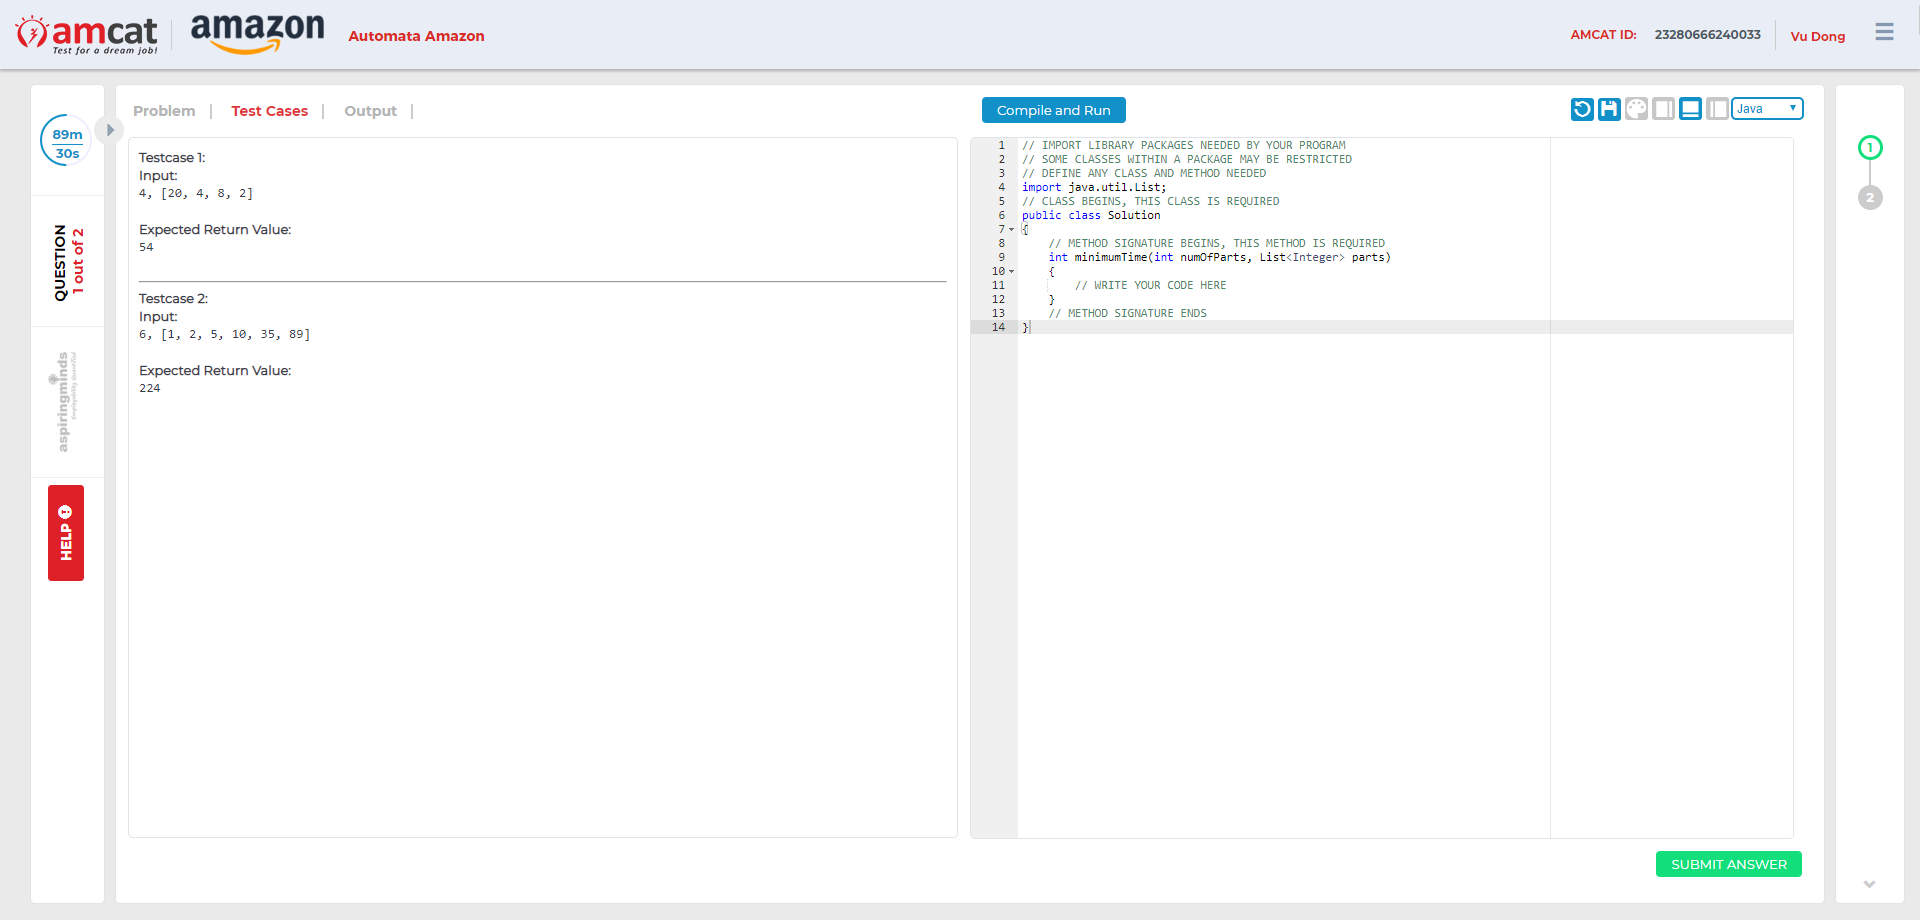 amcat
Test for a dream job!
amazon
Automata Amazon
AMCAT ID: 23280666240033
Vu Dong
89m
30s
QUESTION
1 out of 2
aspiringminds
Employability Quantified
HELP
Problem | Test Cases | Output |
Testcase 1:
Input:
4, [20, 4, 8, 2]
Expected Return Value:
54
Testcase 2:
Input:
6, [1, 2, 5, 10, 35, 89]
Expected Return Value:
224
Compile and Run
Java
1 // IMPORT LIBRARY PACKAGES NEEDED BY YOUR PROGRAM
2 // SOME CLASSES WITHIN A PACKAGE MAY BE RESTRICTED
3 // DEFINE ANY CLASS AND METHOD NEEDED
4 import java.util.List;
5 // CLASS BEGINS, THIS CLASS IS REQUIRED
6 public class Solution
7 {
8 // METHOD SIGNATURE BEGINS, THIS METHOD IS REQUIRED
9 int minimumTime(int numOfParts, List<Integer> parts)
10 {
11 // WRITE YOUR CODE HERE
12 }
13 // METHOD SIGNATURE ENDS
14 }
SUBMIT ANSWER
1
2